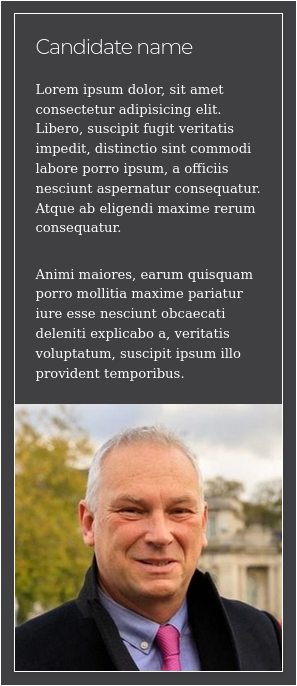 Candidate name
Lorem ipsum dolor, sit amet
consectetur adipisicing elit.
Libero, suscipit fugit veritatis
impedit, distinctio sint commodi
labore porro ipsum, a officiis
nesciunt aspernatur consequatur.
Atque ab eligendi maxime rerum
consequatur.
Animi maiores, earum quisquam
porro mollitia maxime pariatur
iure esse nesciunt obcaecati
deleniti explicabo a, veritatis
voluptatum, suscipit ipsum illo
provident temporibus.